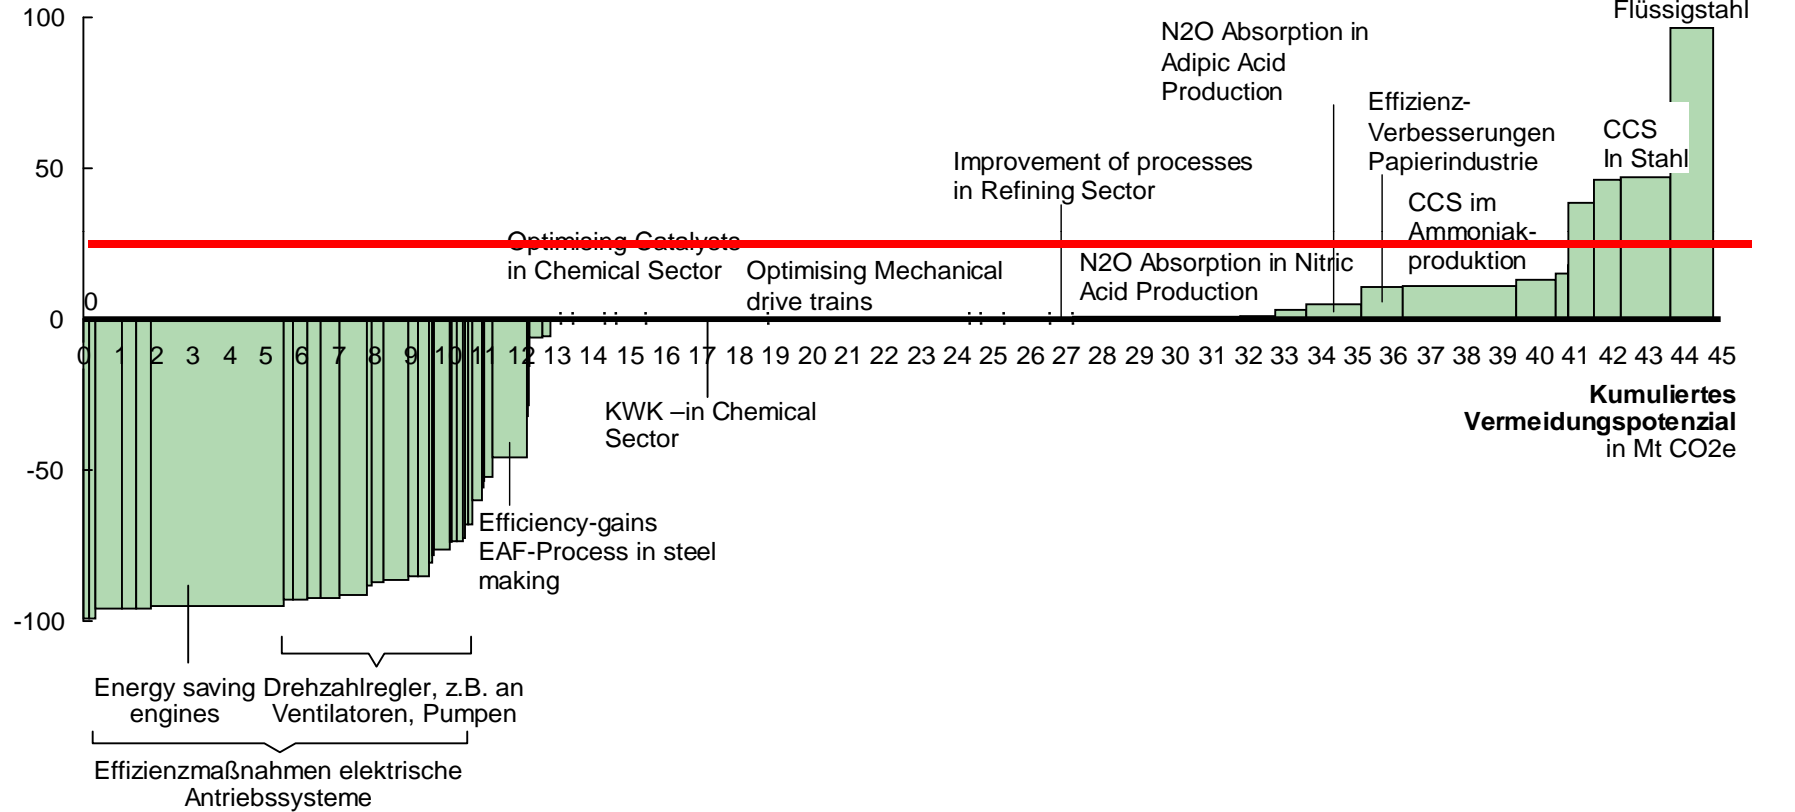 Flüssigstahl
100
N2O Absorption in
Adipic Acid
Production
Effizienz-
Verbesserungen
Papierindustrie
CCS
In Stahl
Improvement of processes
in Refining Sector
50
CCS im
Ammoniak-
produktion
Optimising Catalysts
in Chemical Sector
Optimising Mechanical
drive trains
N2O Absorption in Nitric
Acid Production
0
0
0 1 2 3 4 5 6 7 8 9 10 11 12 13 14 15 16 17 18 19 20 21 22 23 24 25 26 27 28 29 30 31 32 33 34 35 36 37 38 39 40 41 42 43 44 45
Kumuliertes
Vermeidungspotenzial
in Mt CO2e
KWK –in Chemical
Sector
-50
Efficiency-gains
EAF-Process in steel
making
-100
Energy saving
engines
Drehzahlregler, z.B. an
Ventilatoren, Pumpen
Effizienzmaßnahmen elektrische
Antriebssysteme